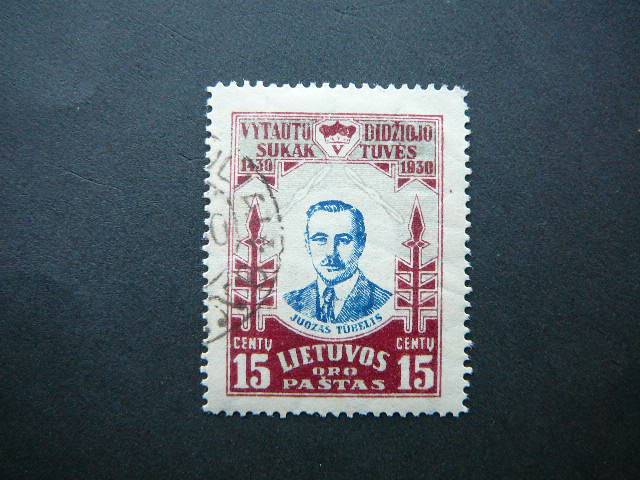 VYTAUTO DIDŽIOJO
SUKAK V TUVĖS
1430 1930
JUOZAS TŪBELIS
CENTŲ LIETUVOS CENTŲ
15 ORO 15
PAŠTAS